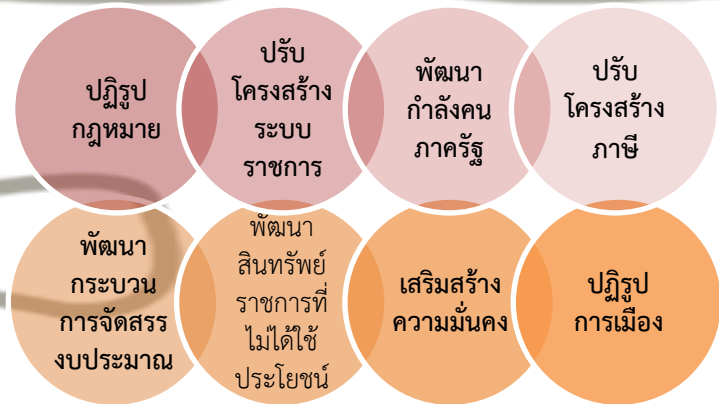 ปฏิรูป
กฎหมาย
ปรับ
โครงสร้าง
ระบบ
ราชการ
พัฒนา
กำลังคน
ภาครัฐ
ปรับ
โครงสร้าง
ภาษี
พัฒนา
กระบวน
การจัดสรร
งบประมาณ
พัฒนา
สินทรัพย์
ราชการที่
ไม่ได้ใช้
ประโยชน์
เสริมสร้าง
ความมั่นคง
ปฏิรูป
การเมือง